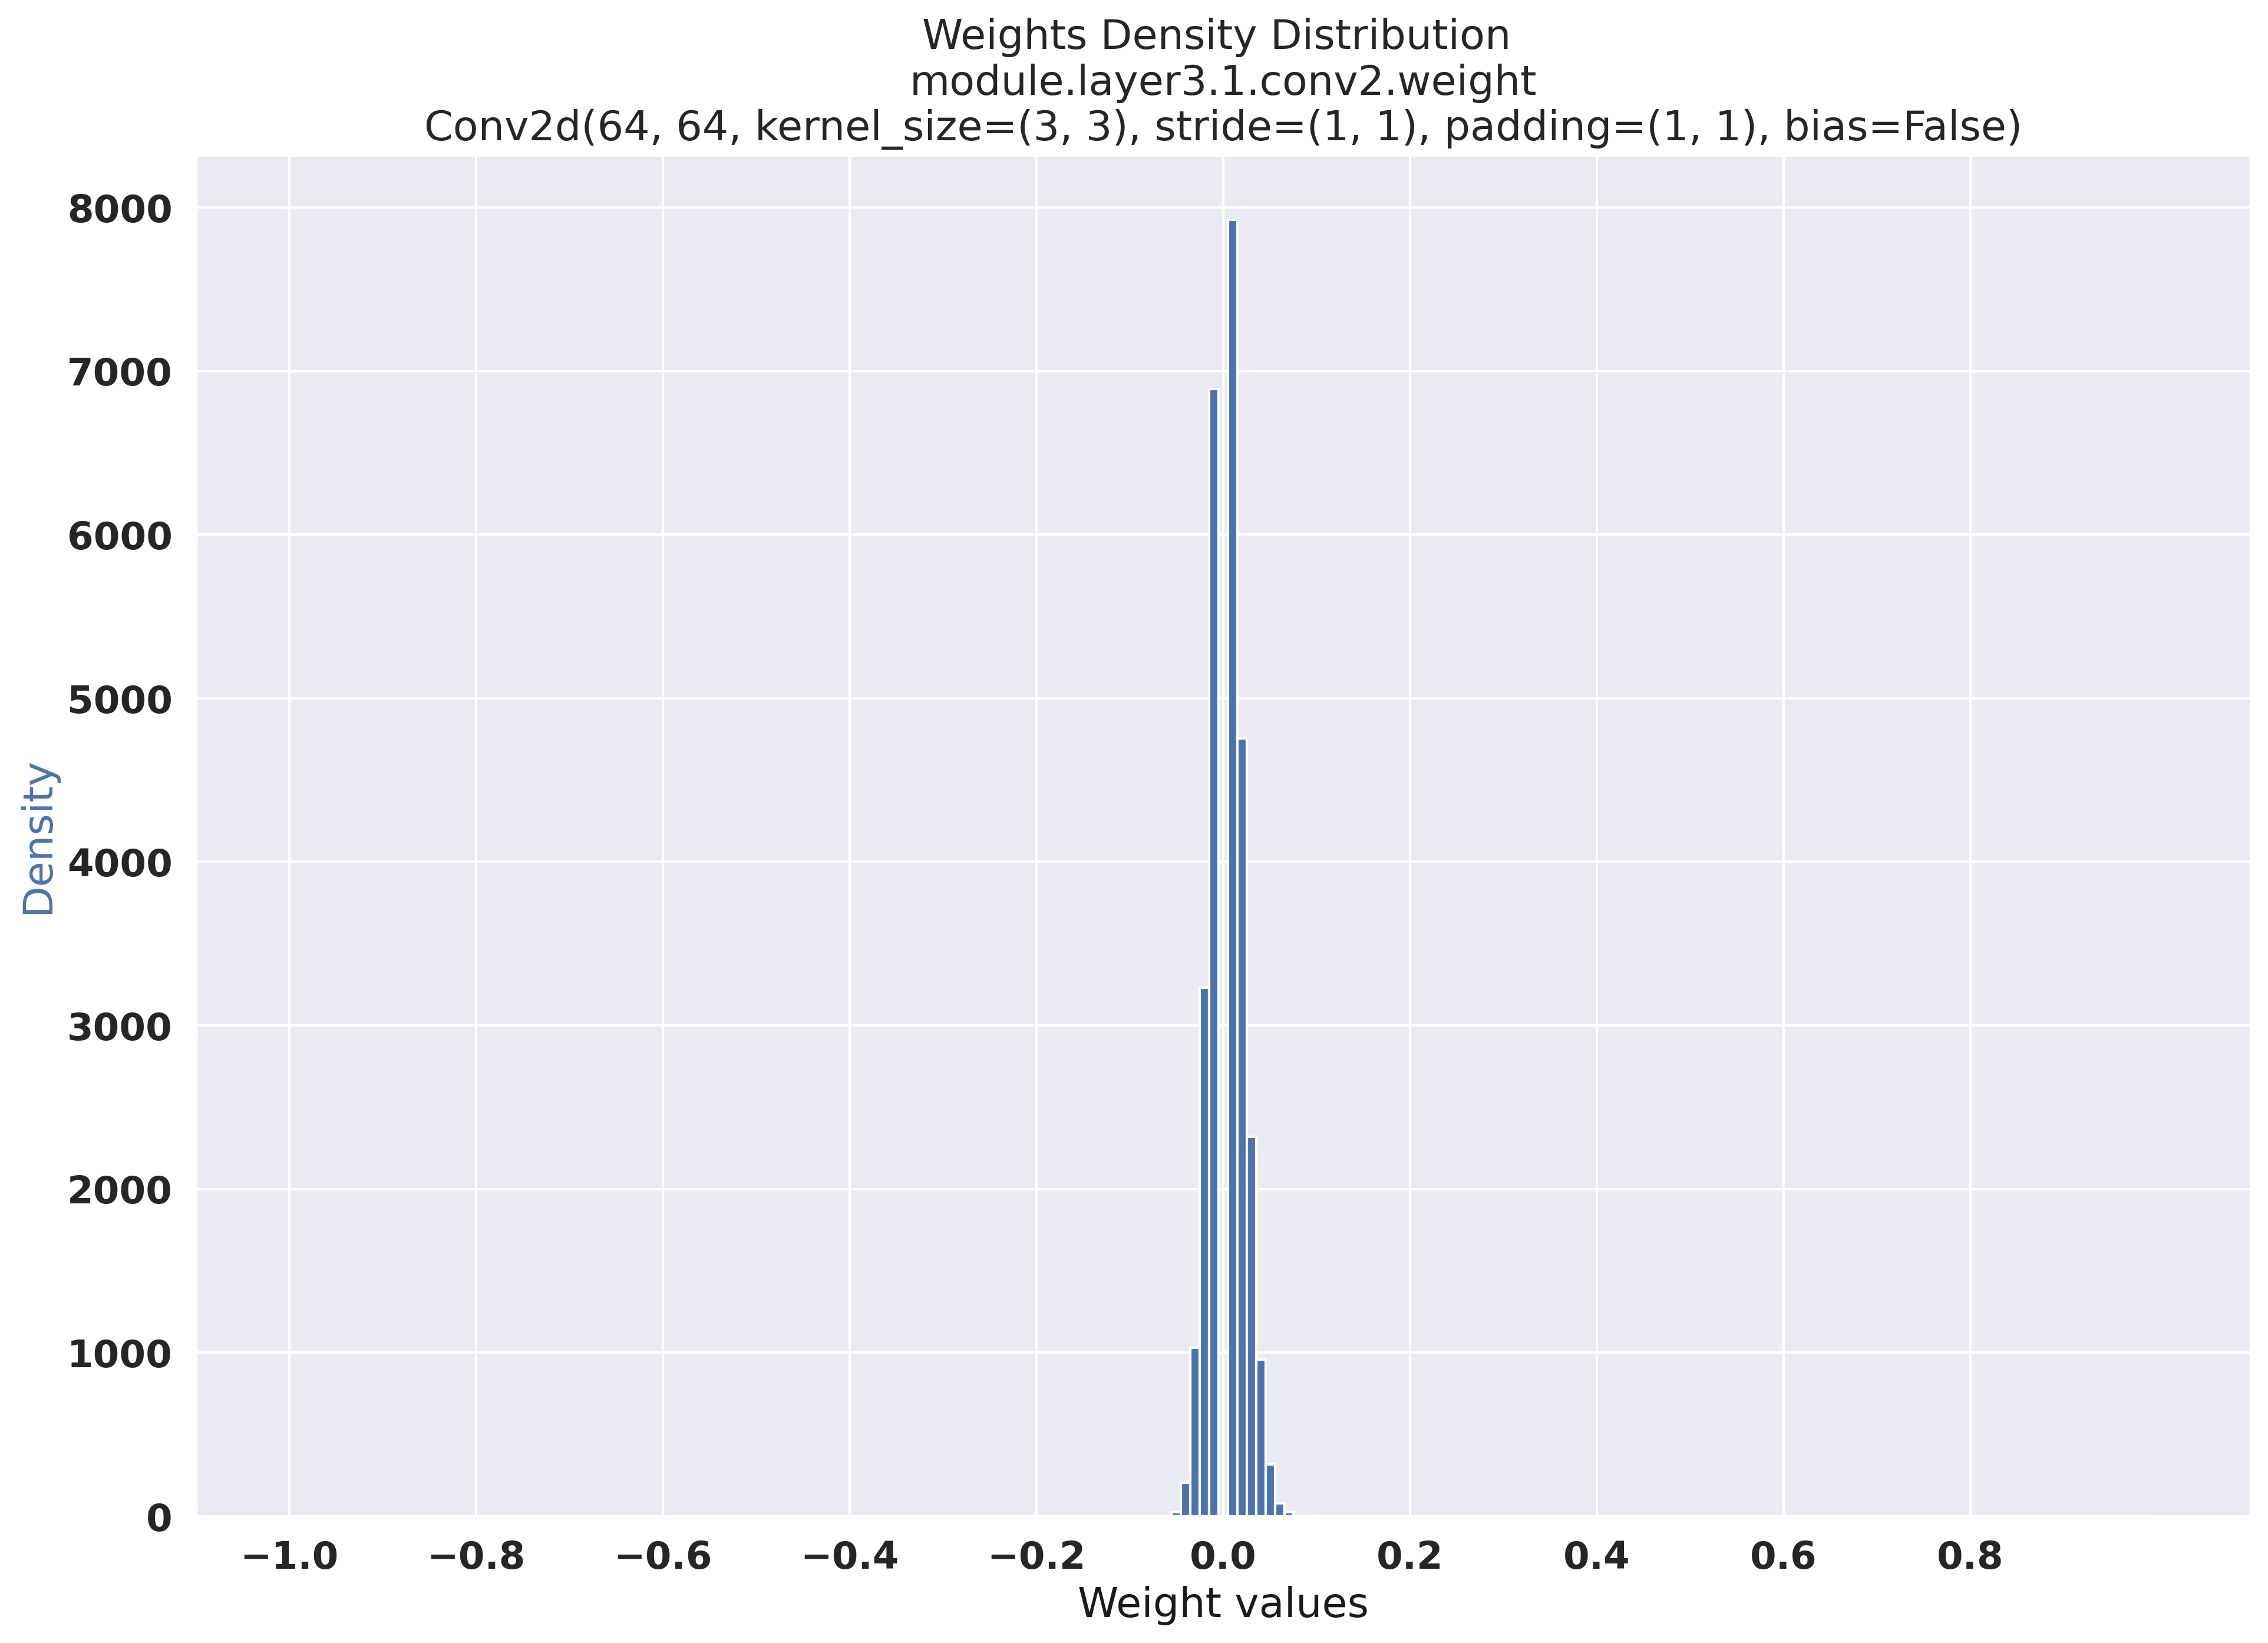 Weights Density Distribution
module.layer3.1.conv2.weight
Conv2d(64, 64, kernel_size=(3, 3), stride=(1, 1), padding=(1, 1), bias=False)
8000
7000
6000
5000
4000
3000
2000
1000
0
Density
−1.0 −0.8 −0.6 −0.4 −0.2 0.0 0.2 0.4 0.6 0.8
Weight values